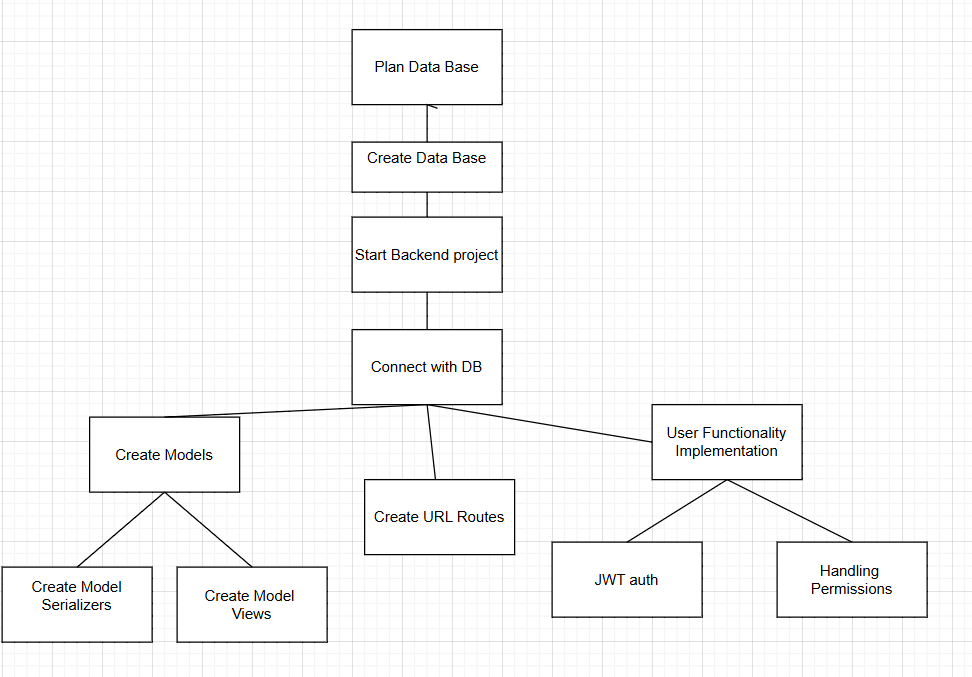 Plan Data Base
Create Data Base
Start Backend project
Connect with DB
Create Models
User Functionality
Implementation
Create URL Routes
Create Model
Serializers
Create Model
Views
JWT auth
Handling
Permissions